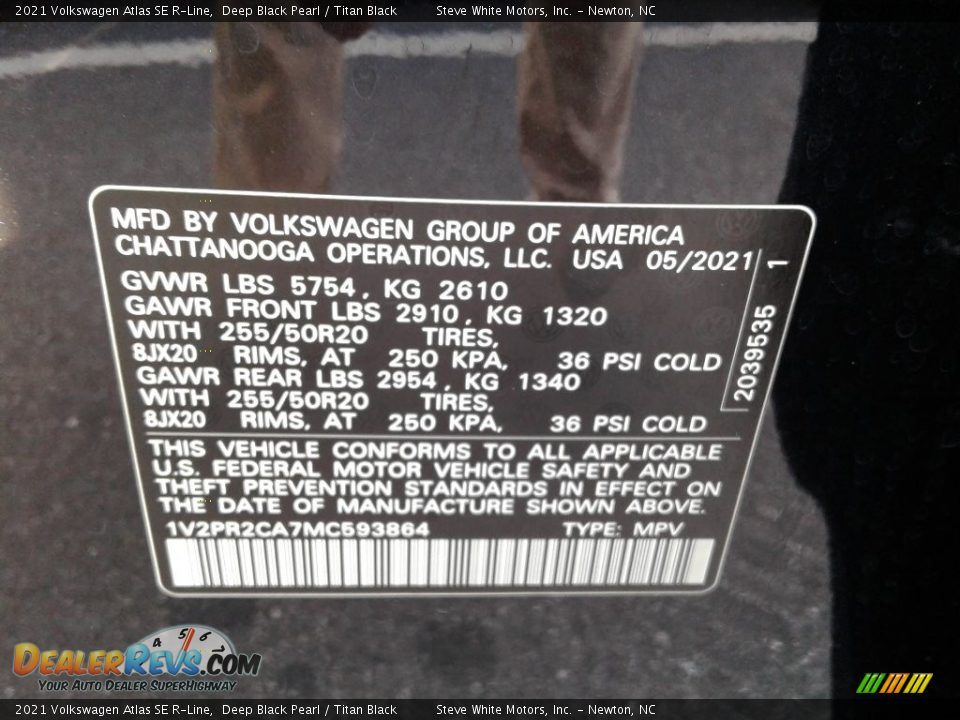 2021 Volkswagen Atlas SE R-Line, Deep Black Pearl / Titan Black Steve White Motors, Inc. - Newton, NC
MFD BY VOLKSWAGEN GROUP OF AMERICA
CHATTANOOGA OPERATIONS, LLC. USA 05/2021
GVWR LBS 5754, KG 2610
GAWR FRONT LBS 2910, KG 1320
WITH 255/50R20 TIRES,
8JX20 RIMS, AT 250 KPA, 36 PSI COLD
GAWR REAR LBS 2954, KG 1340
WITH 255/50R20 TIRES,
8JX20 RIMS, AT 250 KPA, 36 PSI COLD
2039535 1
THIS VEHICLE CONFORMS TO ALL APPLICABLE
U.S. FEDERAL MOTOR VEHICLE SAFETY AND
THEFT PREVENTION STANDARDS IN EFFECT ON
THE DATE OF MANUFACTURE SHOWN ABOVE.
1V2PR2CA7MC593864 TYPE: MPV
4 5 6
DEALERREVS.COM
YOUR AUTO DEALER SUPERHIGHWAY
2021 Volkswagen Atlas SE R-Line, Deep Black Pearl / Titan Black Steve White Motors, Inc. - Newton, NC